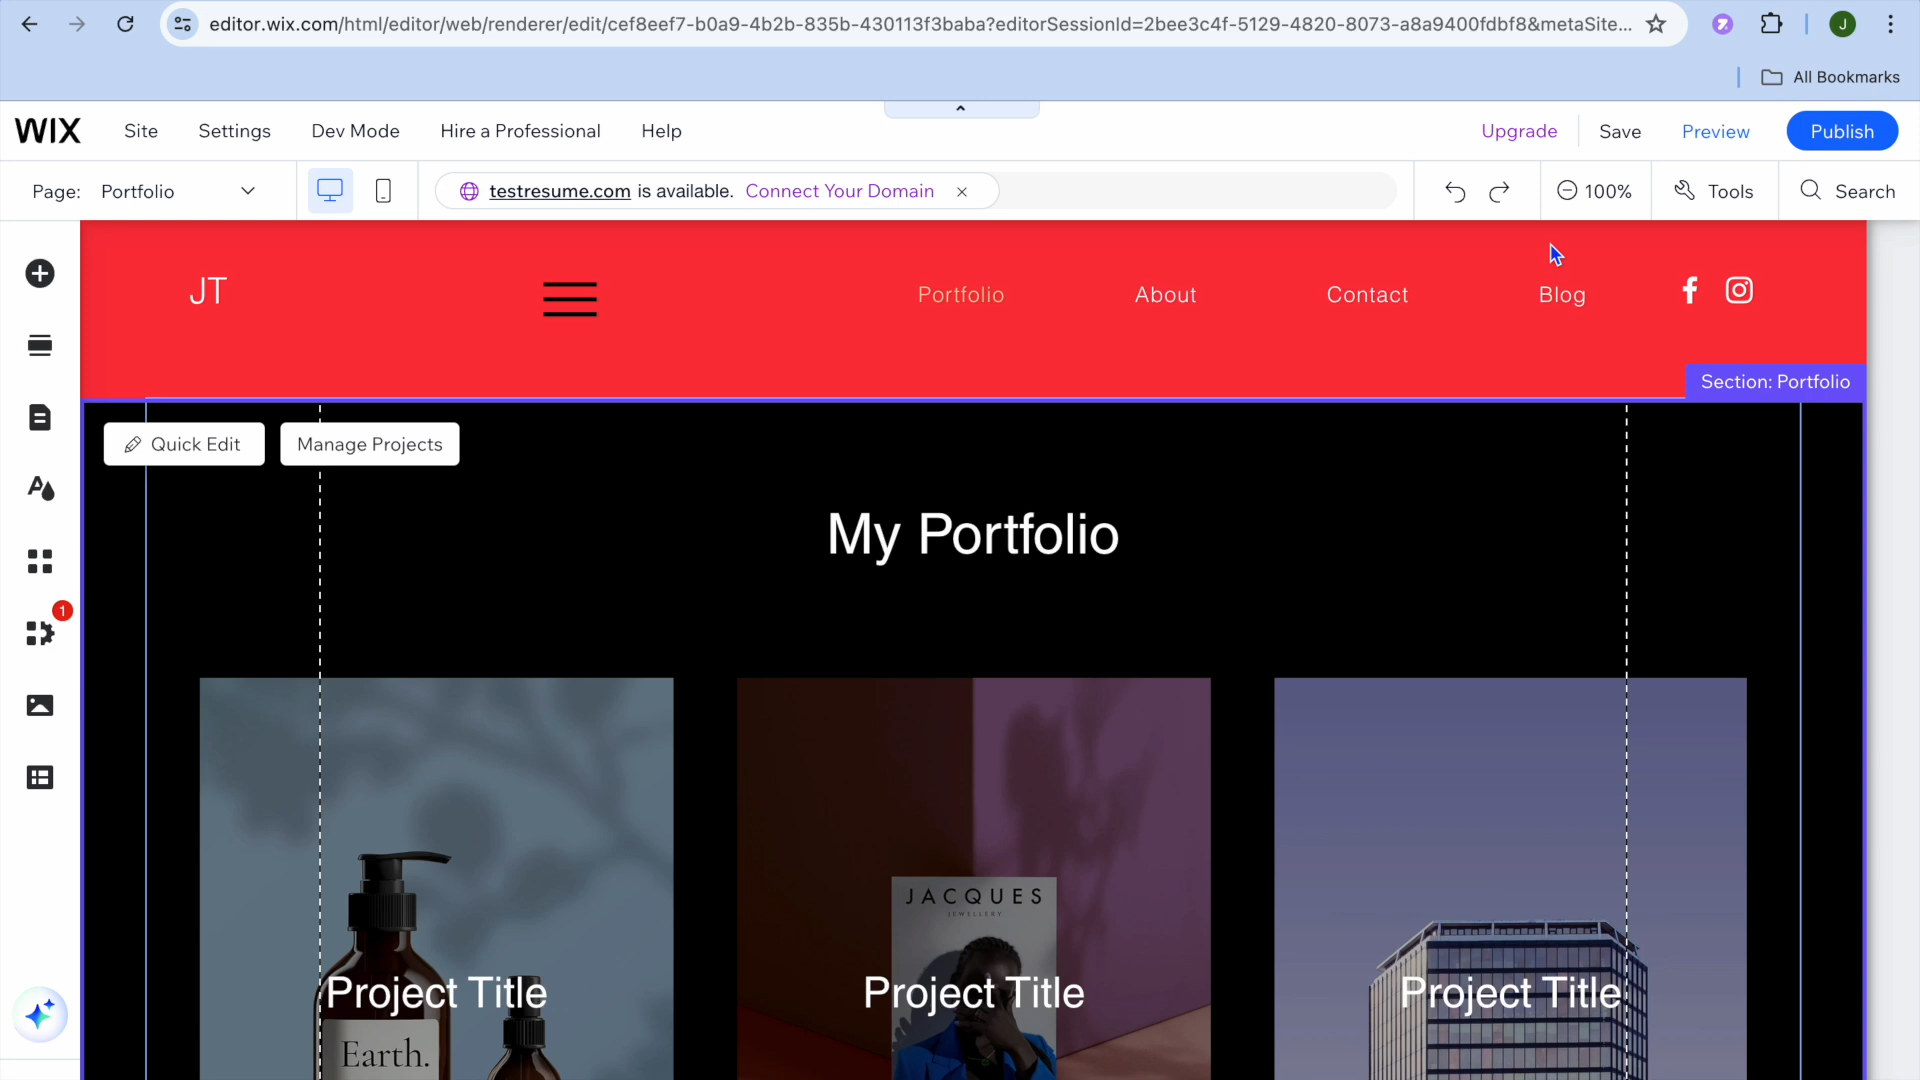 editor.wix.com/html/editor/web/renderer/edit/cef8eef7-b0a9-4b2b-835b-430113f3baba?editorSessionId=2bee3c4f-5129-4820-8073-a8a9400fdbf8&metaSite...
J
All Bookmarks
WIX Site Settings Dev Mode Hire a Professional Help Upgrade Save Preview Publish
Page: Portfolio testresume.com is available. Connect Your Domain 100% Tools Search
JT Portfolio About Contact Blog
Section: Portfolio
Quick Edit Manage Projects
My Portfolio
1
JACQUES
JEWELLERY
Project Title Project Title Project Title
Earth.